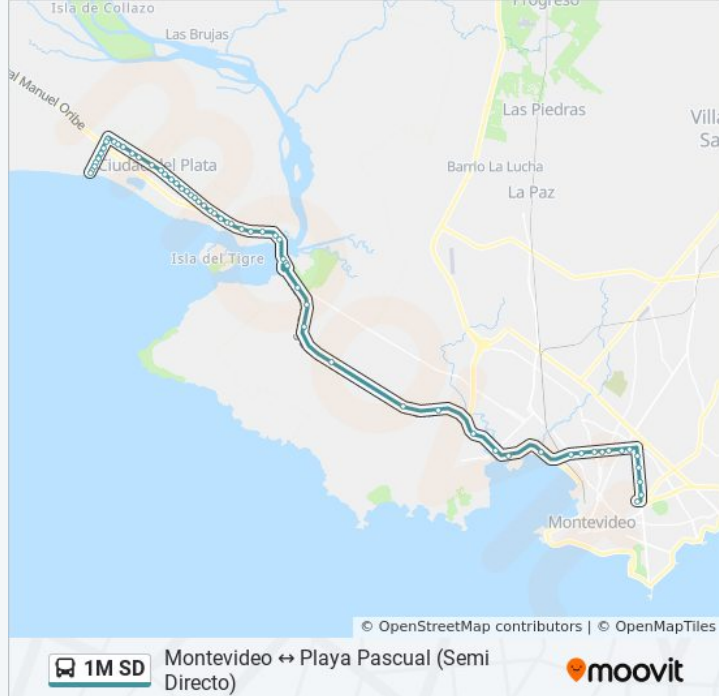 Isla de Collazo
Progreso
Las Brujas
al Manuel Oribe
Las Piedras
Villa
Sa
Ciudad del Plata
Barrio La Lucha
La Paz
Isla del Tigre
Montevideo
© OpenStreetMap contributors | © OpenMapTiles
1M SD
Montevideo ↔ Playa Pascual (Semi
Directo)
moovit